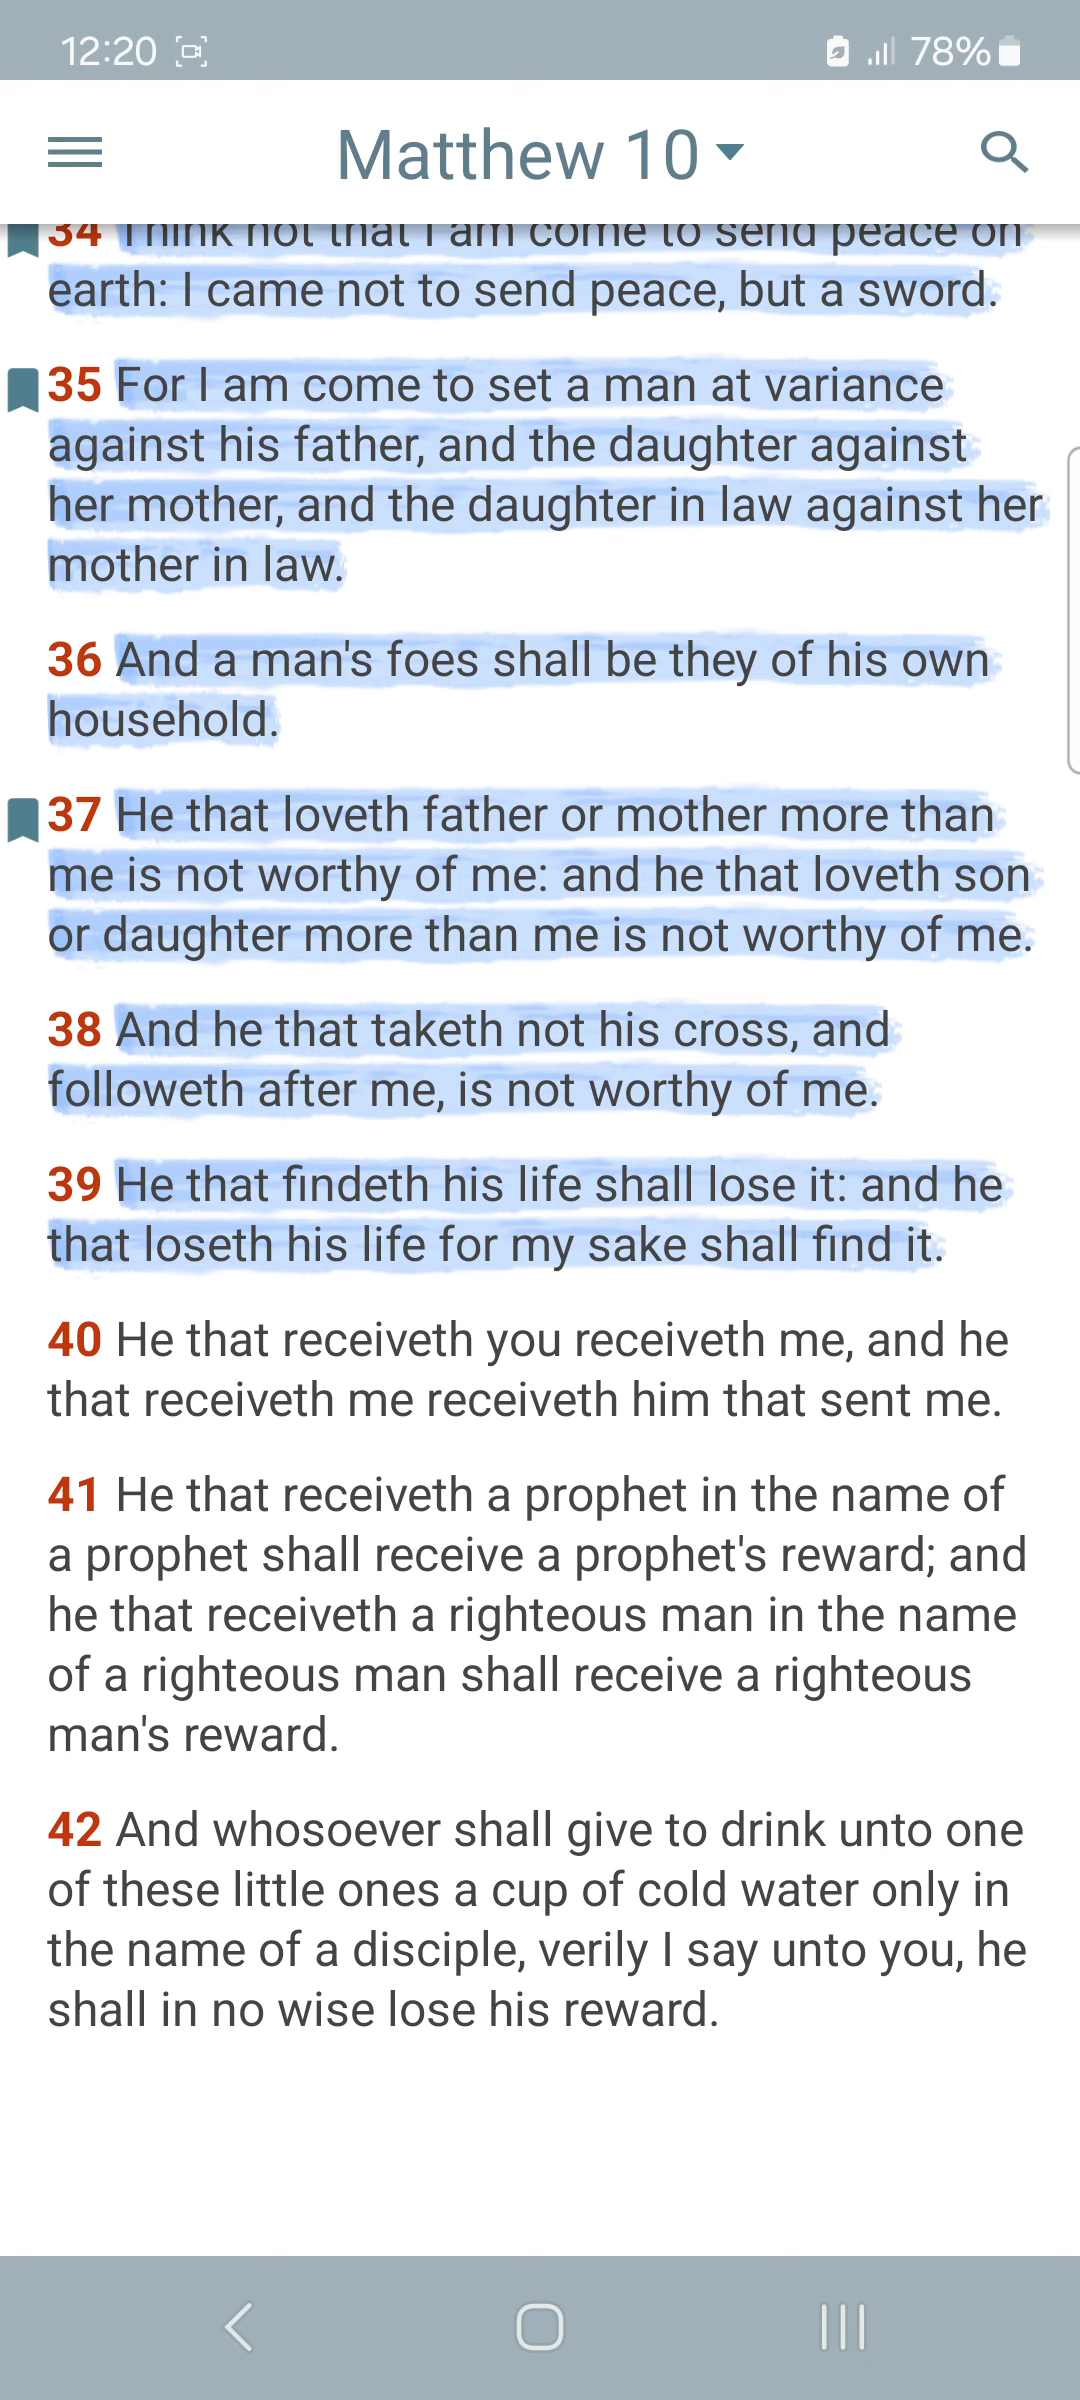 12:20 78%
Matthew 10
34 Think not that I am come to send peace on
earth: I came not to send peace, but a sword.
35 For I am come to set a man at variance
against his father, and the daughter against
her mother, and the daughter in law against her
mother in law.
36 And a man's foes shall be they of his own
household.
37 He that loveth father or mother more than
me is not worthy of me: and he that loveth son
or daughter more than me is not worthy of me.
38 And he that taketh not his cross, and
followeth after me, is not worthy of me.
39 He that findeth his life shall lose it: and he
that loseth his life for my sake shall find it.
40 He that receiveth you receiveth me, and he
that receiveth me receiveth him that sent me.
41 He that receiveth a prophet in the name of
a prophet shall receive a prophet's reward; and
he that receiveth a righteous man in the name
of a righteous man shall receive a righteous
man's reward.
42 And whosoever shall give to drink unto one
of these little ones a cup of cold water only in
the name of a disciple, verily I say unto you, he
shall in no wise lose his reward.